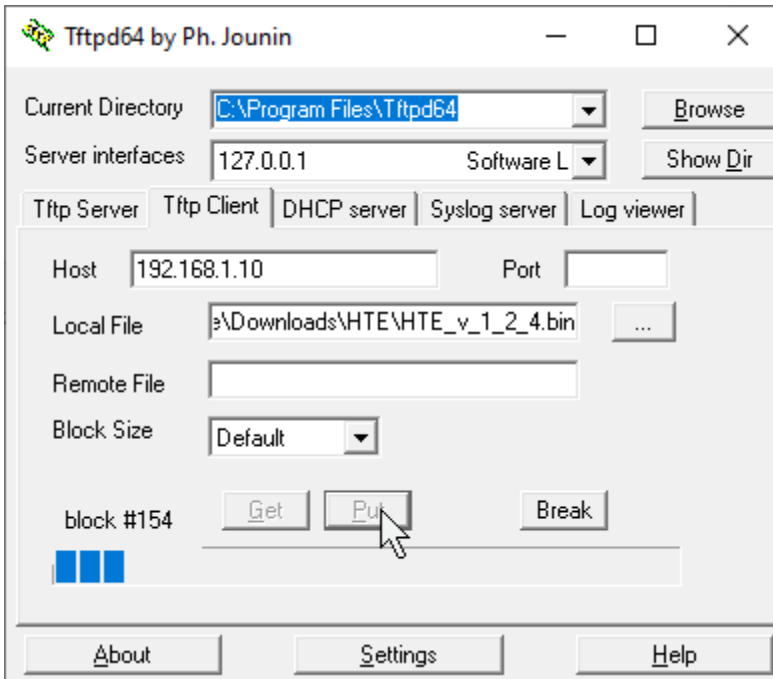 Tftpd64 by Ph. Jounin
Current Directory C:\Program Files\Tftpd64 Browse
Server interfaces 127.0.0.1 Software L Show Dir
Tftp Server Tftp Client DHCP server Syslog server Log viewer
Host 192.168.1.10 Port
Local File e\Downloads\HTE\HTE_v_1_2_4.bin ...
Remote File
Block Size Default
block #154 Get Put Break
About Settings Help